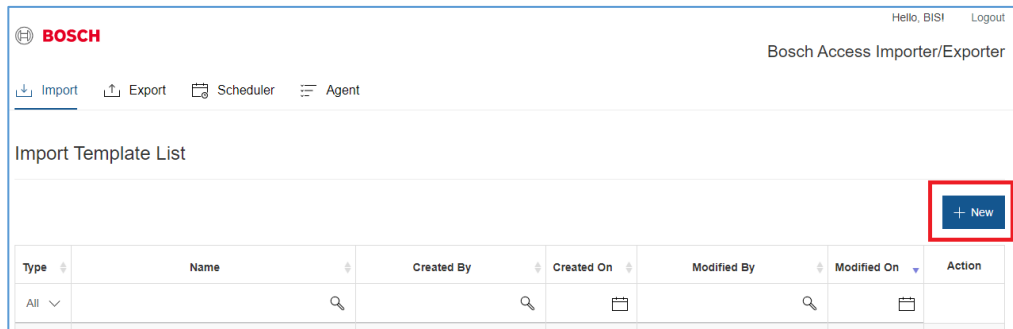 Hello, BIS! Logout
BOSCH
Bosch Access Importer/Exporter
Import Export Scheduler Agent
Import Template List
+ New
Type Name Created By Created On Modified By Modified On Action
All